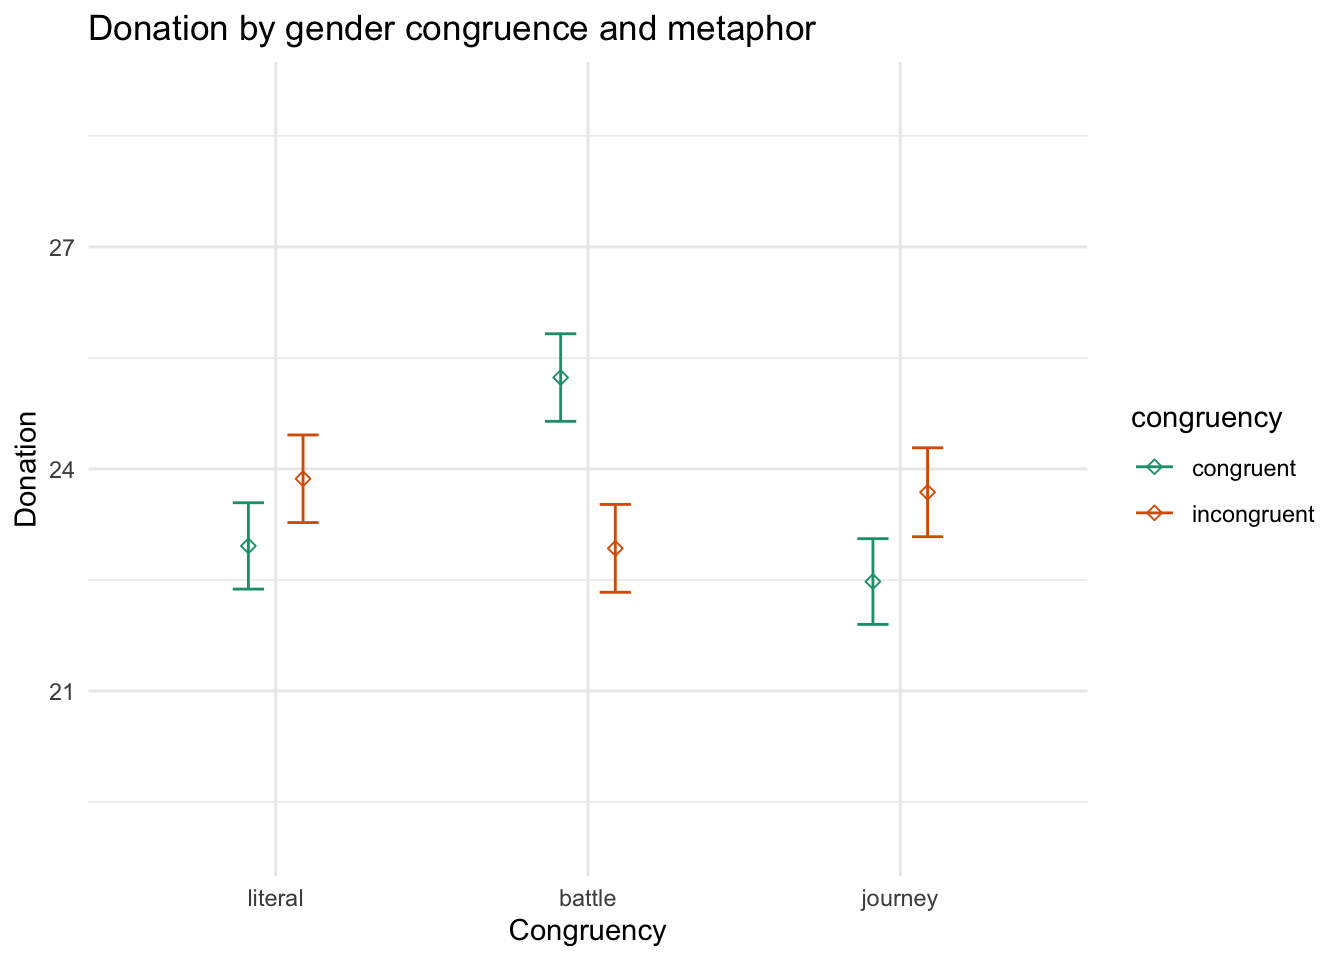 Donation by gender congruence and metaphor
27
24
21
Donation
literal
battle
journey
Congruency
congruency
congruent
incongruent